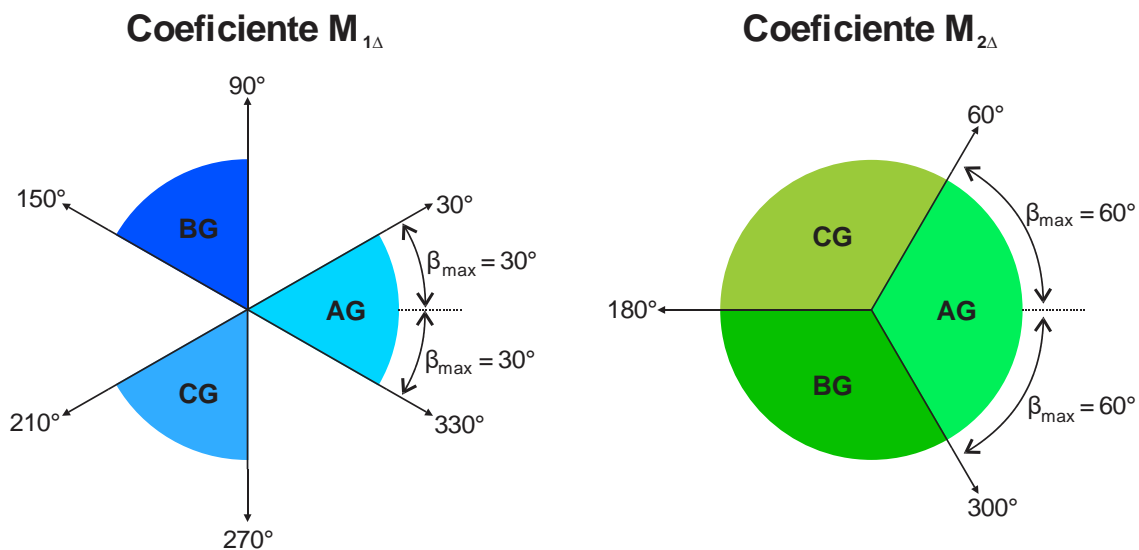 Coeficiente M1Δ
90°
150°
30°
BG
βmax = 30°
AG
βmax = 30°
CG
210°
330°
270°
Coeficiente M2Δ
60°
βmax = 60°
CG
180°
AG
BG
βmax = 60°
300°